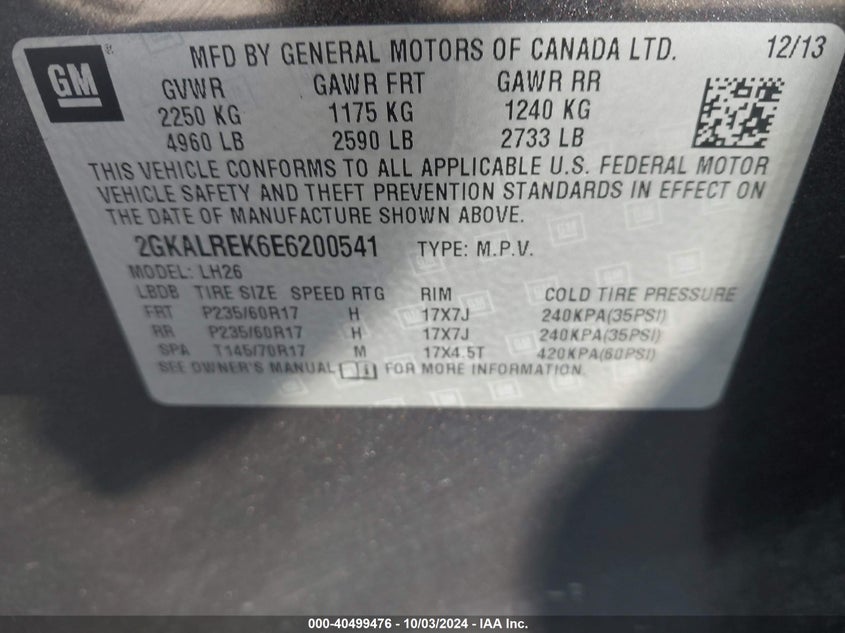 GM
MFD BY GENERAL MOTORS OF CANADA LTD. 12/13
GVWR GAWR FRT GAWR RR
2250 KG 1175 KG 1240 KG
4960 LB 2590 LB 2733 LB
THIS VEHICLE CONFORMS TO ALL APPLICABLE U.S. FEDERAL MOTOR
VEHICLE SAFETY AND THEFT PREVENTION STANDARDS IN EFFECT ON
THE DATE OF MANUFACTURE SHOWN ABOVE.
2GKALREK6E6200541 TYPE: M.P.V.
MODEL: LH26
LBDB TIRE SIZE SPEED RTG RIM COLD TIRE PRESSURE
FRT P235/60R17 H 17X7J 240KPA(35PSI)
RR P235/60R17 H 17X7J 240KPA(35PSI)
SPA T145/70R17 M 17X4.5T 420KPA(60PSI)
SEE OWNER'S MANUAL FOR MORE INFORMATION.
000-40499476 - 10/03/2024 - IAA Inc.